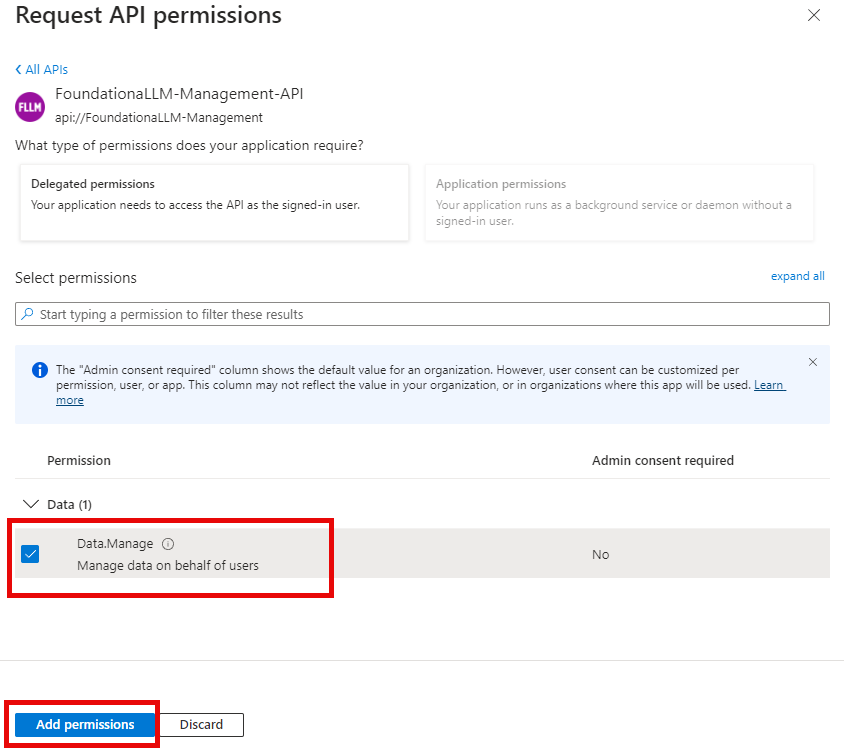 Request API permissions
All APIs
FLLM
FoundationaLLM-Management-API
api://FoundationaLLM-Management
What type of permissions does your application require?
Delegated permissions
Your application needs to access the API as the signed-in user.
Application permissions
Your application runs as a background service or daemon without a
signed-in user.
Select permissions
expand all
Start typing a permission to filter these results
The "Admin consent required" column shows the default value for an organization. However, user consent can be customized per
permission, user, or app. This column may not reflect the value in your organization, or in organizations where this app will be used. Learn
more
Permission
Admin consent required
Data (1)
Data.Manage
Manage data on behalf of users
No
Add permissions
Discard